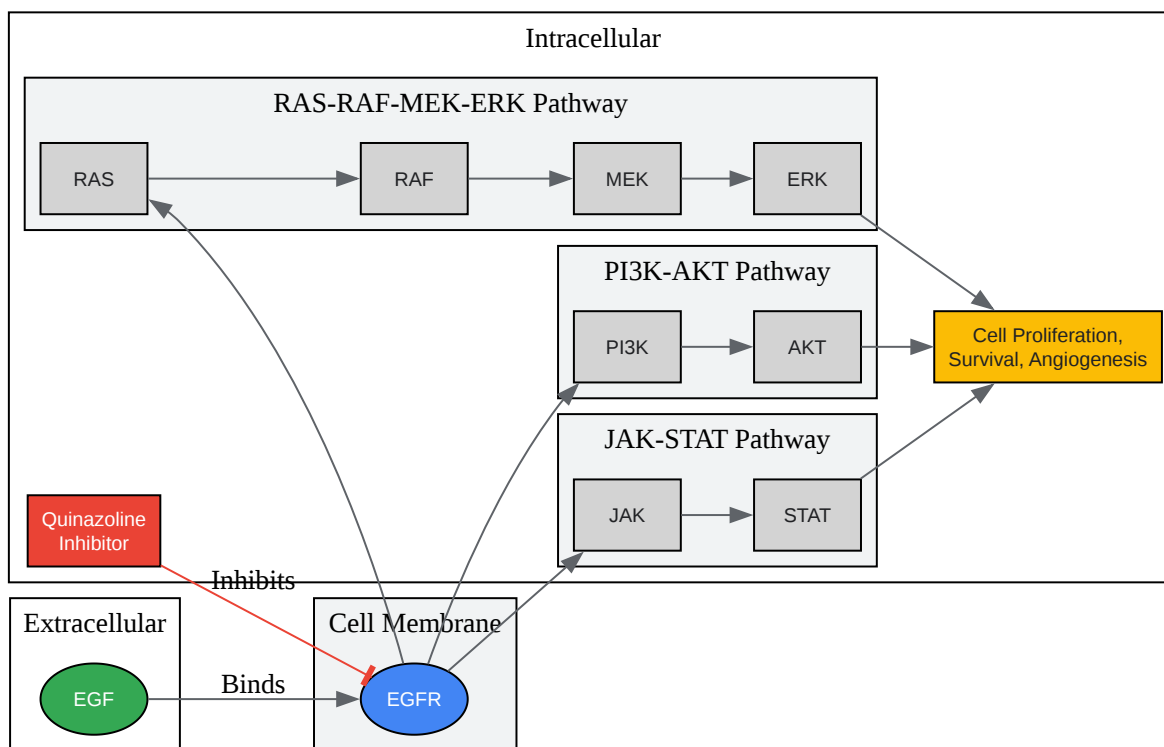 Intracellular
RAS-RAF-MEK-ERK Pathway
RAS
RAF
MEK
ERK
PI3K-AKT Pathway
PI3K
AKT
Cell Proliferation,
Survival, Angiogenesis
JAK-STAT Pathway
JAK
STAT
Quinazoline
Inhibitor
Inhibits
Extracellular
Cell Membrane
EGF
Binds
EGFR